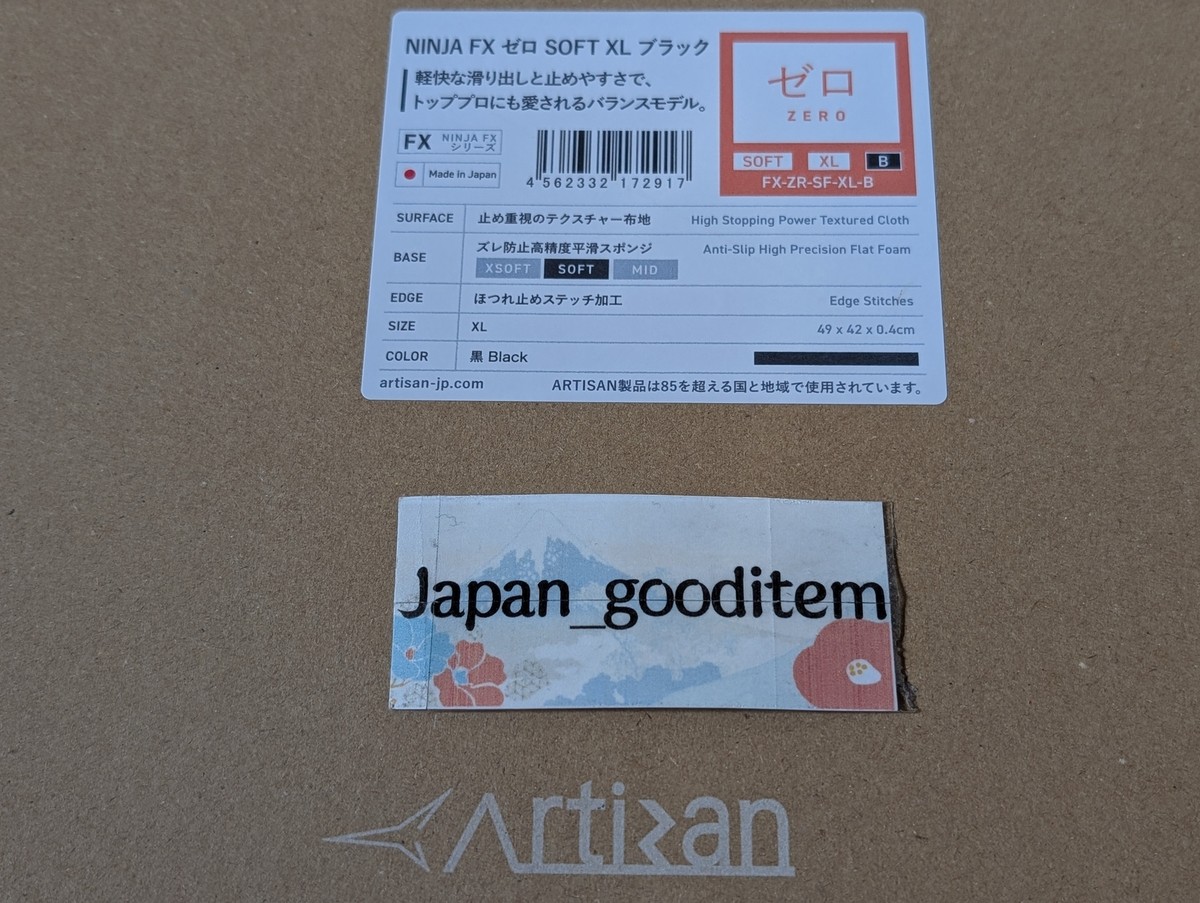 NINJA FX ゼロ SOFT XL ブラック
軽快な滑り出しと止めやすさで、
トッププロにも愛されるバランスモデル。
FX NINJA FX シリーズ
Made in Japan
4 562332 172917
ゼロ
ZERO
SOFT XL B
FX-ZR-SF-XL-B
SURFACE 止め重視のテクスチャー布地 High Stopping Power Textured Cloth
BASE ズレ防止高精度平滑スポンジ Anti-Slip High Precision Flat Foam
XSOFT SOFT MID
EDGE ほつれ止めステッチ加工 Edge Stitches
SIZE XL 49 x 42 x 0.4cm
COLOR 黒 Black
artisan-jp.com ARTISAN製品は85を超える国と地域で使用されています。
Japan_gooditem
Artisan